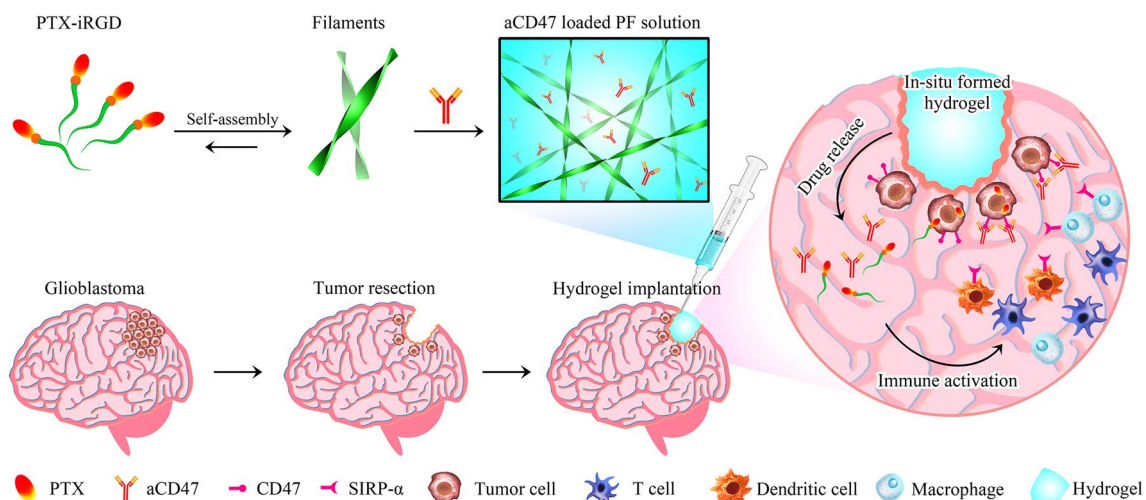 PTX-iRGD
Filaments
aCD47 loaded PF solution
Self-assembly
In-situ formed
hydrogel
Drug release
Immune activation
Glioblastoma
Tumor resection
Hydrogel implantation
PTX
aCD47
CD47
SIRP-α
Tumor cell
T cell
Dendritic cell
Macrophage
Hydrogel